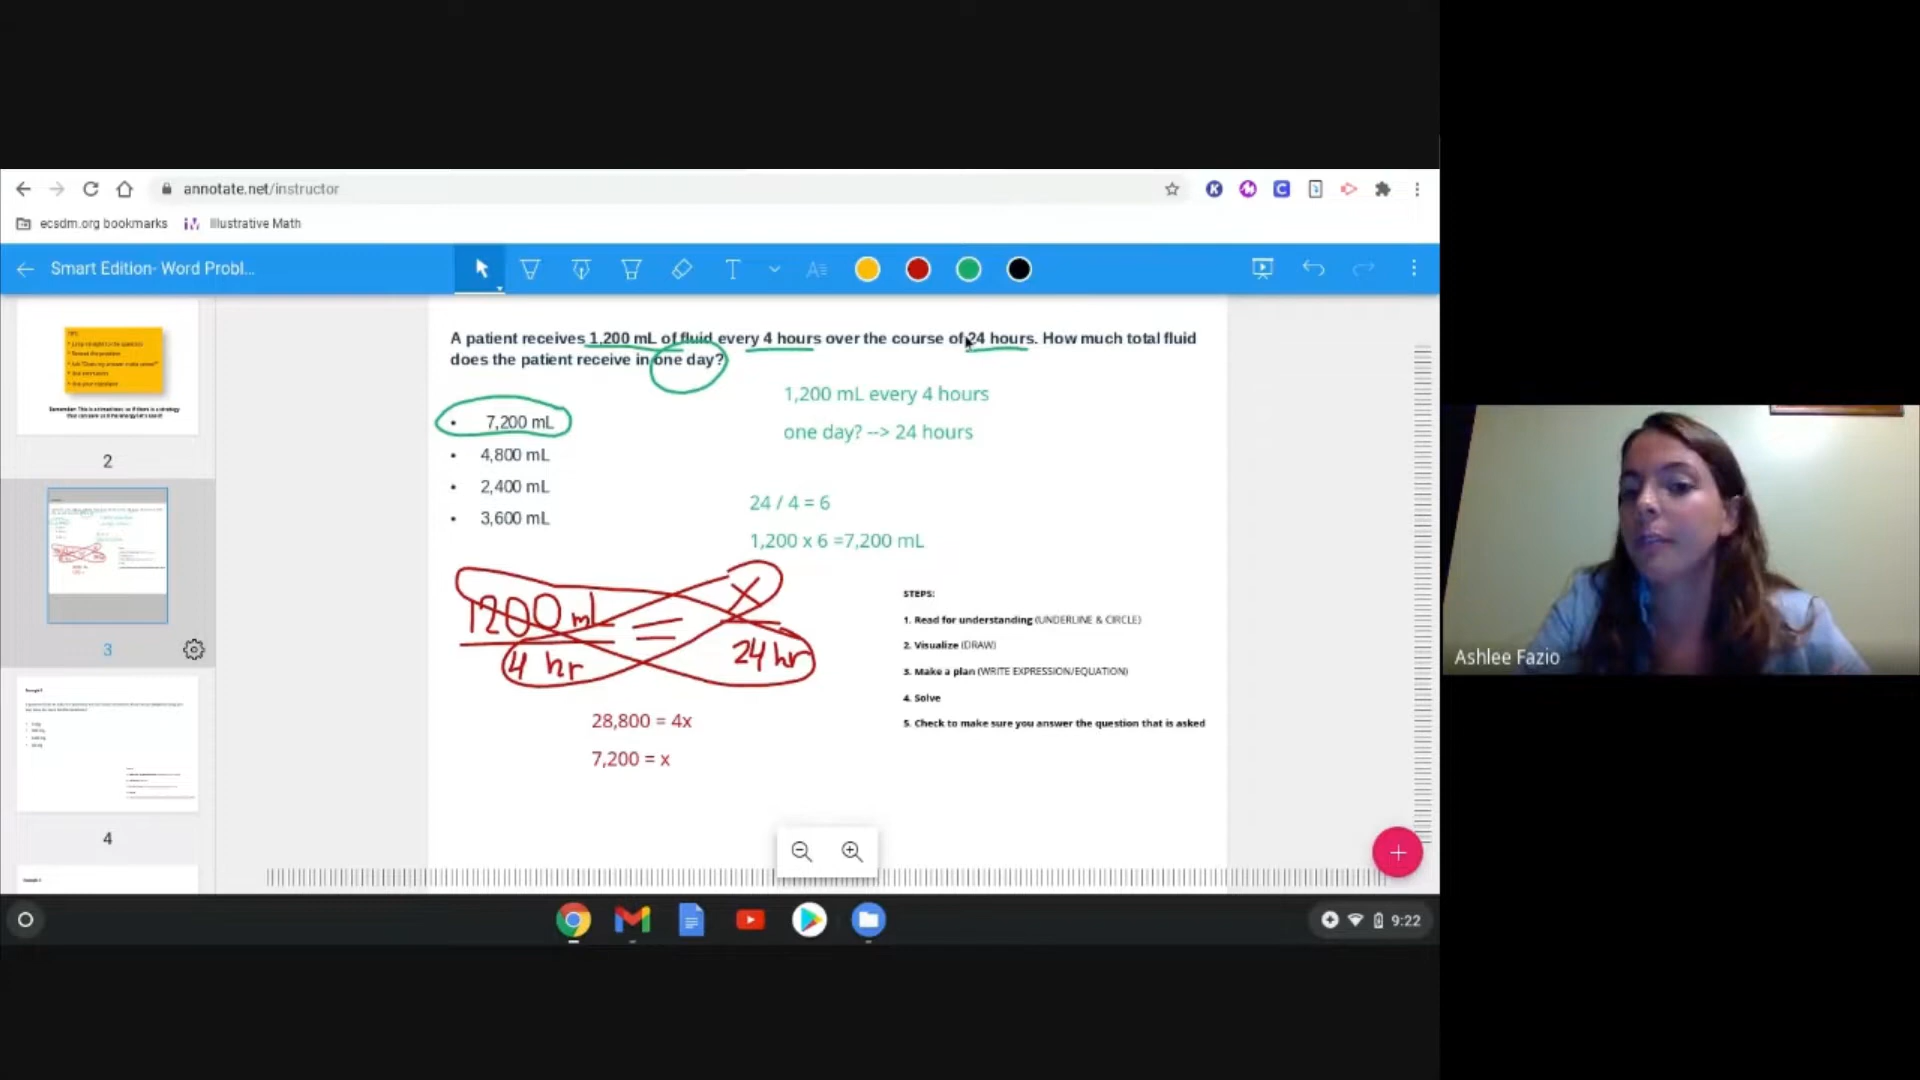 annotate.net/instructor
ecsdm.org bookmarks
Illustrative Math
Smart Edition- Word Probl...
A patient receives 1,200 mL of fluid every 4 hours over the course of 24 hours. How much total fluid
does the patient receive in one day?
1,200 mL every 4 hours
one day? --> 24 hours
• 7,200 mL
• 4,800 mL
• 2,400 mL
• 3,600 mL
24 / 4 = 6
1,200 x 6 =7,200 mL
1200 mL = x
4 hr 24 hr
28,800 = 4x
7,200 = x
STEPS:
1. Read for understanding (UNDERLINE & CIRCLE)
2. Visualize (DRAW)
3. Make a plan (WRITE EXPRESSION/EQUATION)
4. Solve
5. Check to make sure you answer the question that is asked
2
3
4
Ashlee Fazio
9:22